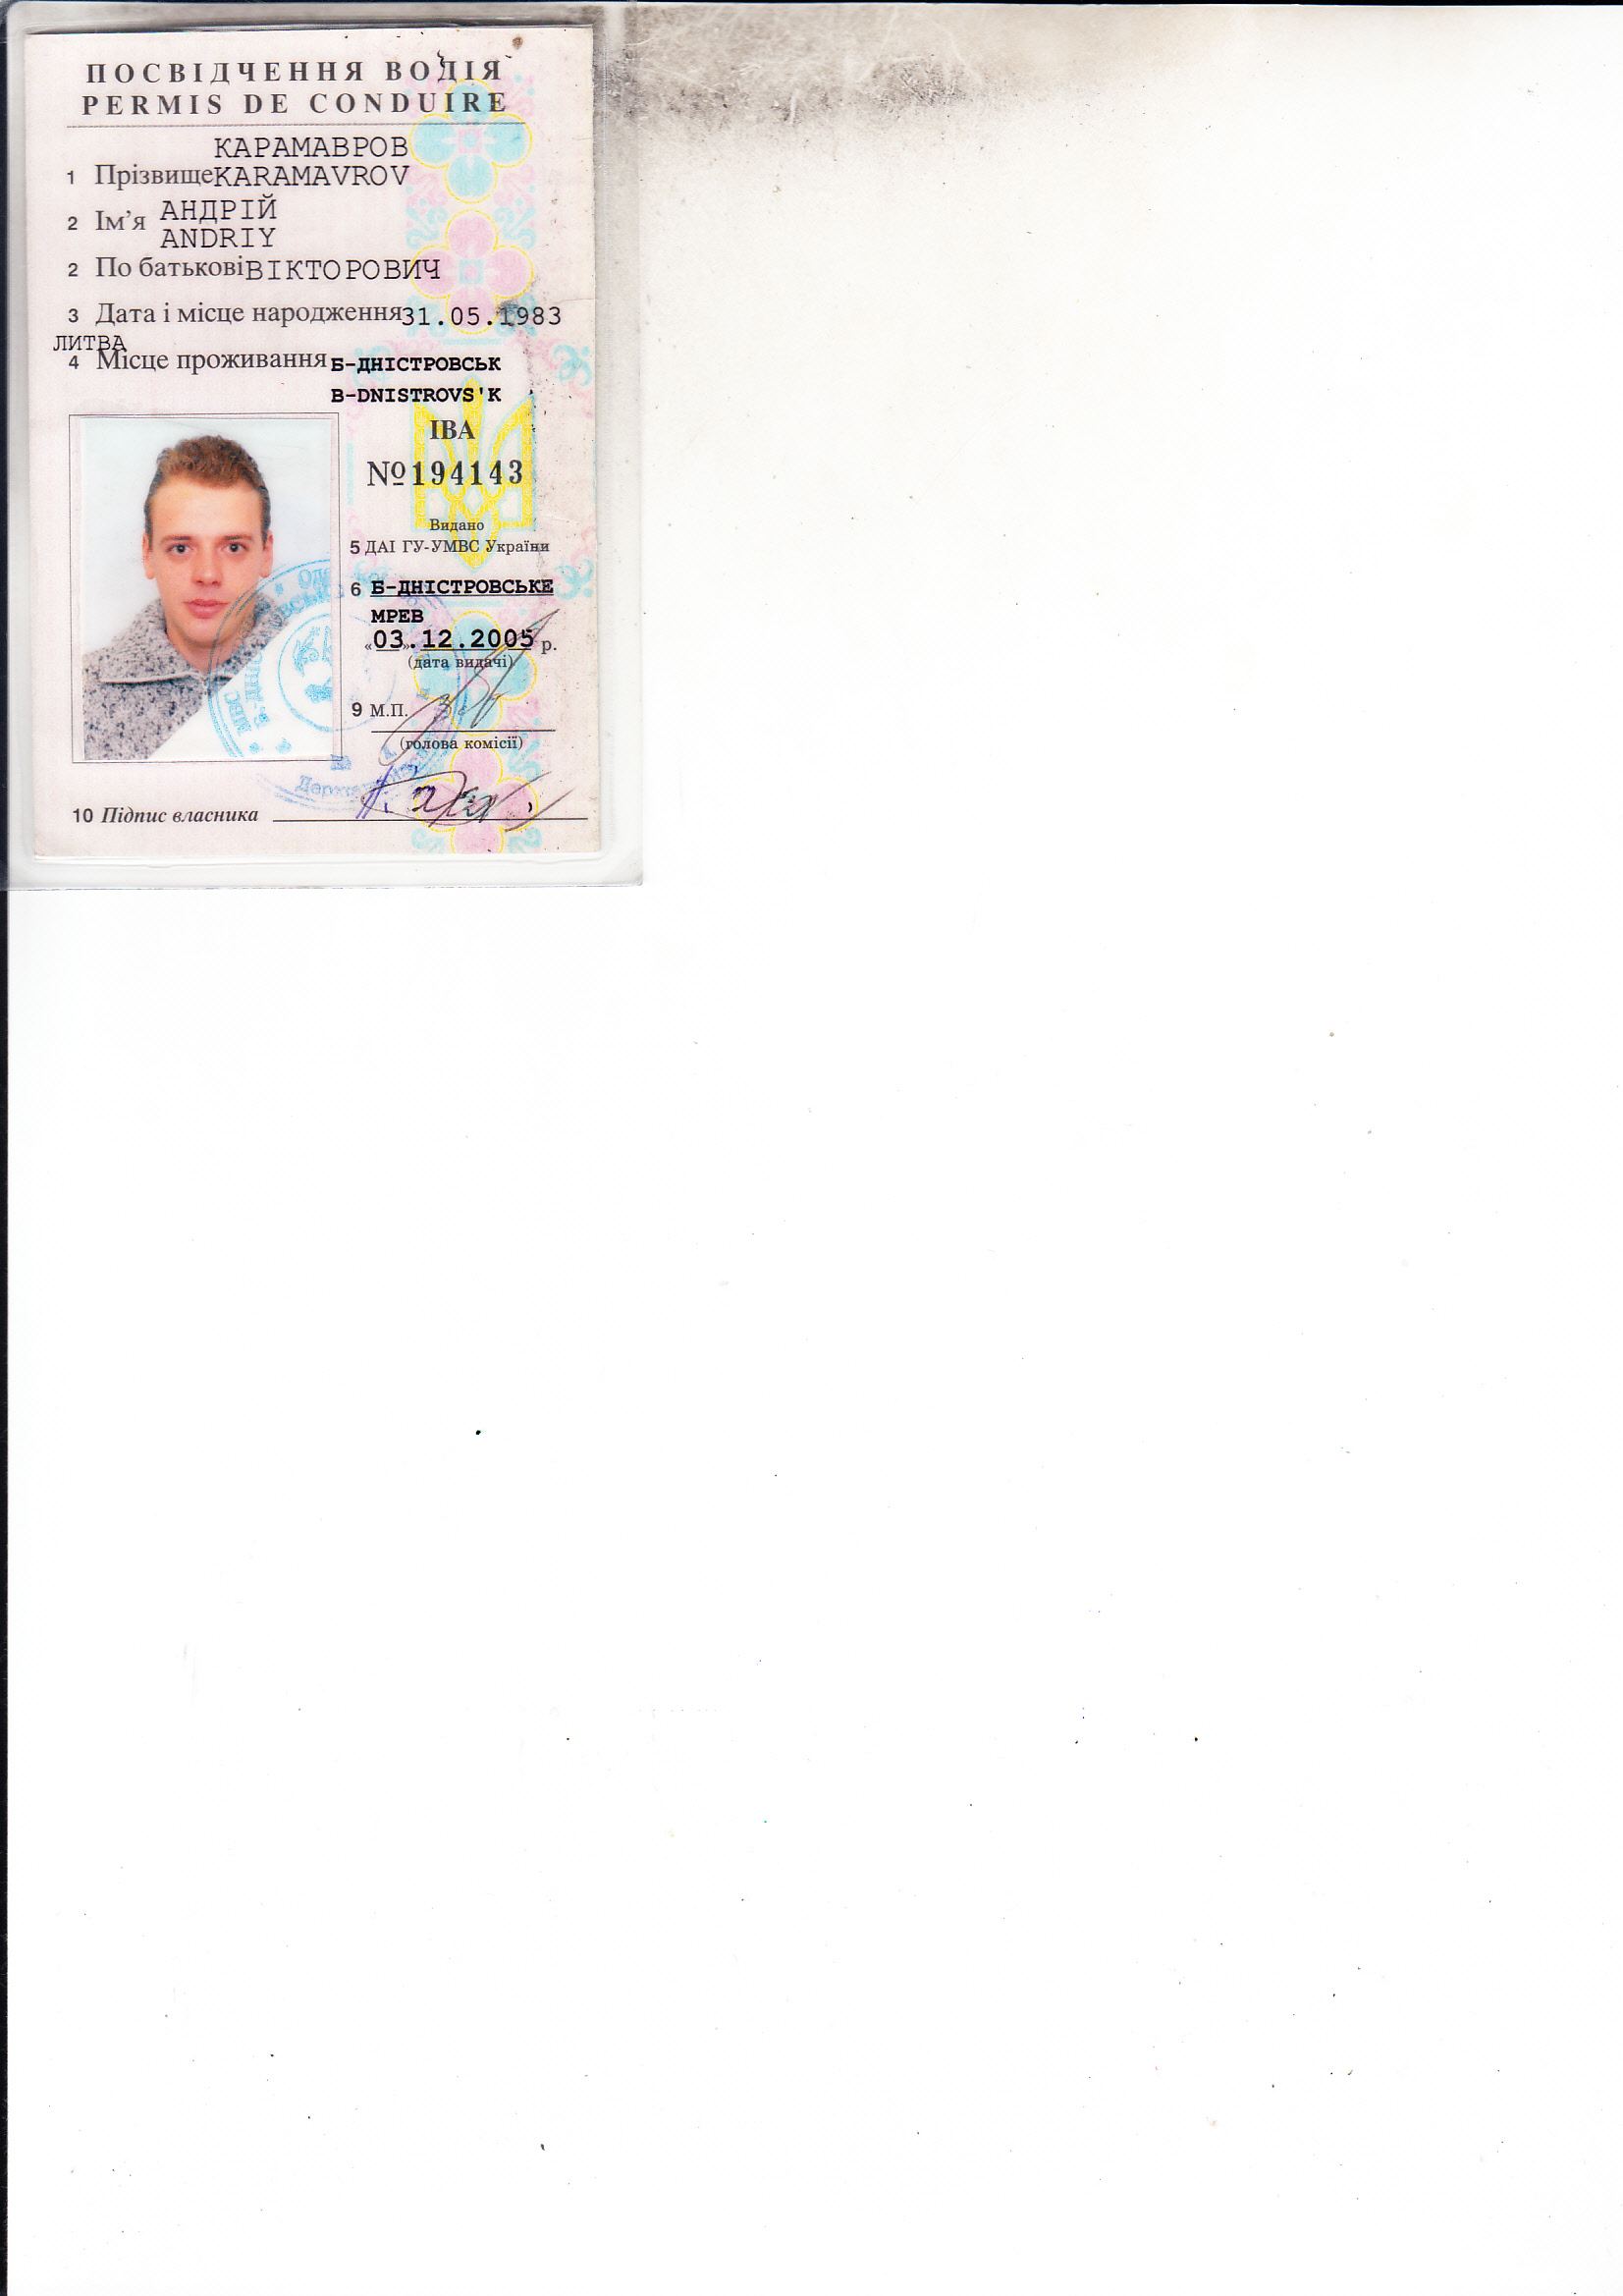 ПОСВІДЧЕННЯ ВОДІЯ
PERMIS DE CONDUIRE
КАРАМАВРОВ
1 Прізвище KARAMAVROV
АНДРІЙ
2 Ім'я
ANDRIY
2 По батькові ВІКТОРОВИЧ
3 Дата і місце народження 31.05.1983
ЛИТВА
4 Місце проживання Б-ДНІСТРОВСЬК
B-DNISTROVS'K
ІВА
№194143
Видано
5 ДАІ ГУ-УМВС України
6 Б-ДНІСТРОВСЬКЕ
МРЕВ
«03».12.2005 р.
(дата видачі)
9 М.П.
(голова комісії)
10 Підпис власника
МВС